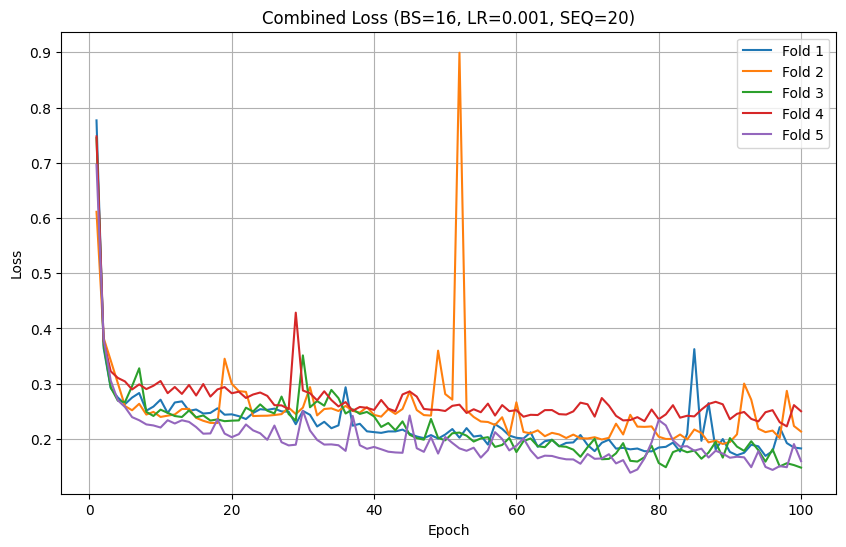 Combined Loss (BS=16, LR=0.001, SEQ=20)
Fold 1
Fold 2
Fold 3
Fold 4
Fold 5
0.9
0.8
0.7
0.6
0.5
0.4
0.3
0.2
Loss
0 20 40 60 80 100
Epoch